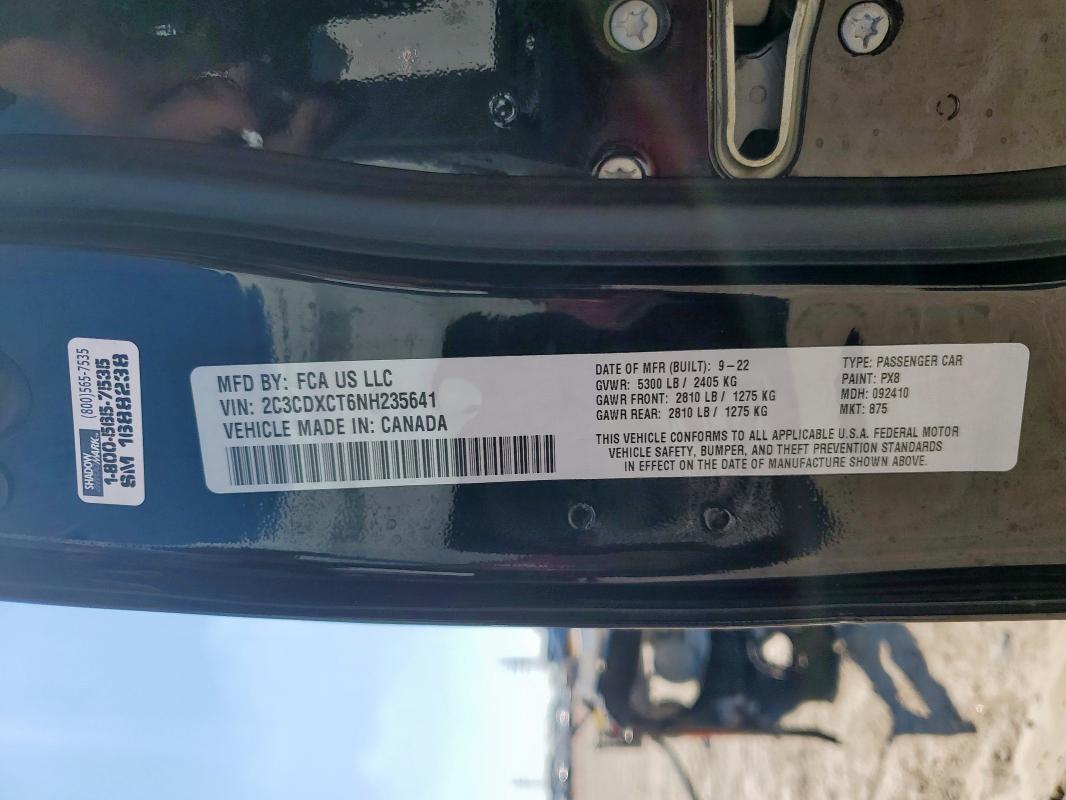 SHADOW MARK.
(800)565-7535
1-800-565-7535
SM 1688238
MFD BY: FCA US LLC
VIN: 2C3CDXCT6NH235641
VEHICLE MADE IN: CANADA
DATE OF MFR (BUILT): 9-22
GVWR: 5300 LB / 2405 KG
GAWR FRONT: 2810 LB / 1275 KG
GAWR REAR: 2810 LB / 1275 KG
TYPE: PASSENGER CAR
PAINT: PX8
MDH: 092410
MKT: 875
THIS VEHICLE CONFORMS TO ALL APPLICABLE U.S.A. FEDERAL MOTOR
VEHICLE SAFETY, BUMPER, AND THEFT PREVENTION STANDARDS
IN EFFECT ON THE DATE OF MANUFACTURE SHOWN ABOVE.